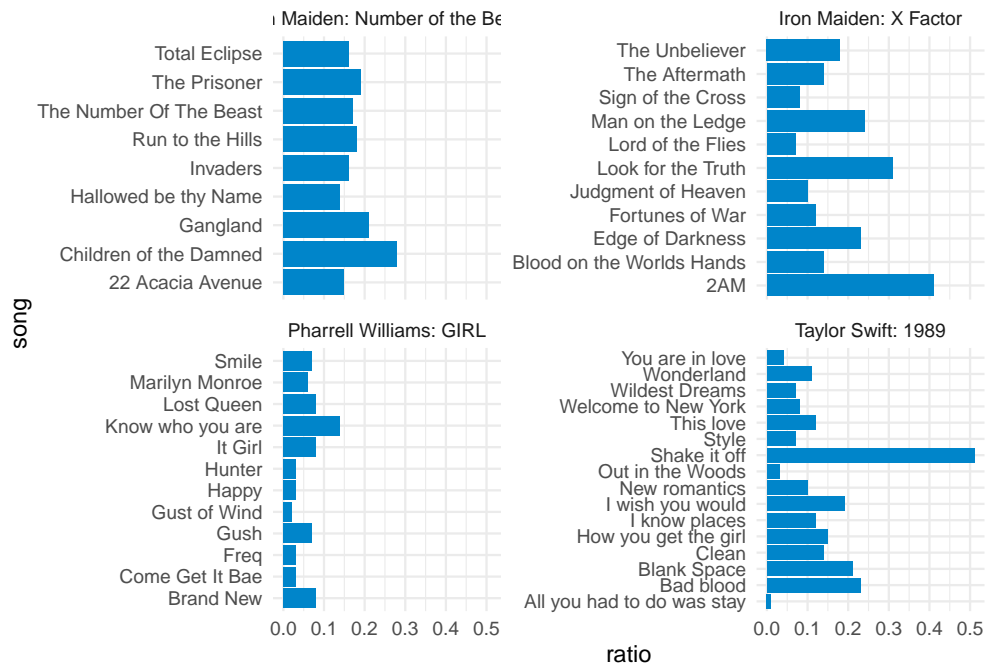 Maiden: Number of the Be
Total Eclipse
The Prisoner
The Number Of The Beast
Run to the Hills
Invaders
Hallowed be thy Name
Gangland
Children of the Damned
22 Acacia Avenue
Iron Maiden: X Factor
The Unbeliever
The Aftermath
Sign of the Cross
Man on the Ledge
Lord of the Flies
Look for the Truth
Judgment of Heaven
Fortunes of War
Edge of Darkness
Blood on the Worlds Hands
2AM
song
Pharrell Williams: GIRL
Smile
Marilyn Monroe
Lost Queen
Know who you are
It Girl
Hunter
Happy
Gust of Wind
Gush
Freq
Come Get It Bae
Brand New
0.0 0.1 0.2 0.3 0.4 0.5
Taylor Swift: 1989
You are in love
Wonderland
Wildest Dreams
Welcome to New York
This love
Style
Shake it off
Out in the Woods
New romantics
I wish you would
I know places
How you get the girl
Clean
Blank Space
Bad blood
All you had to do was stay
0.0 0.1 0.2 0.3 0.4 0.5
ratio